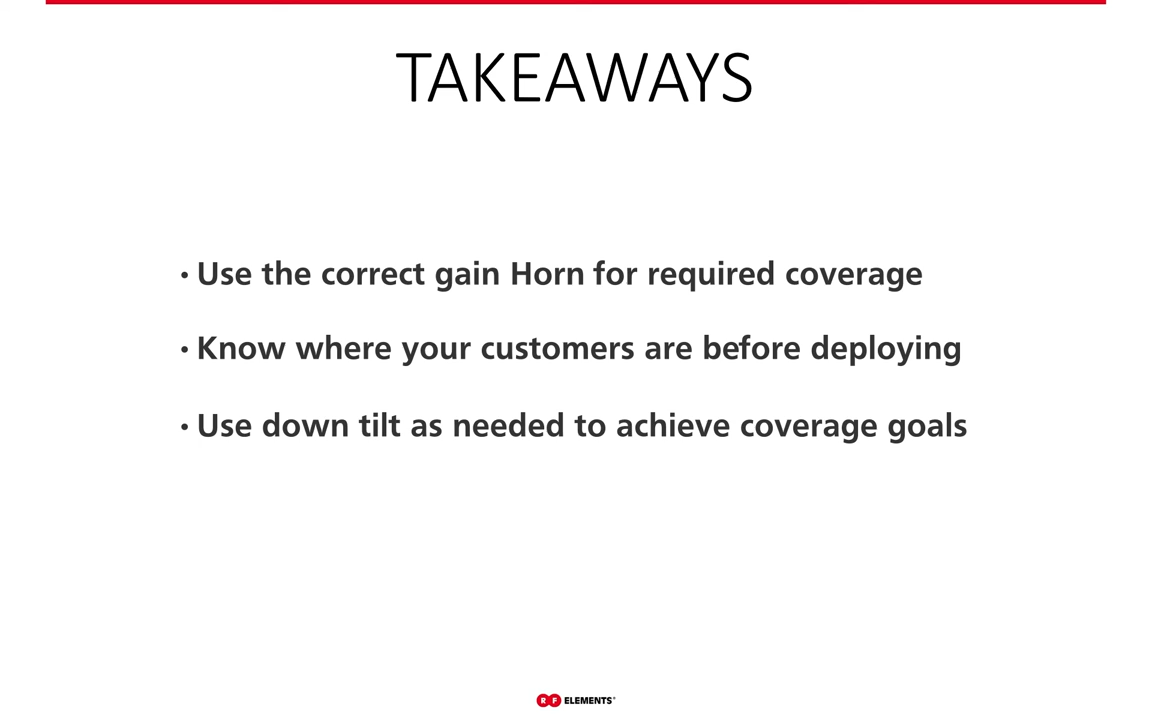 TAKEAWAYS
• Use the correct gain Horn for required coverage
• Know where your customers are before deploying
• Use down tilt as needed to achieve coverage goals
RF ELEMENTS®